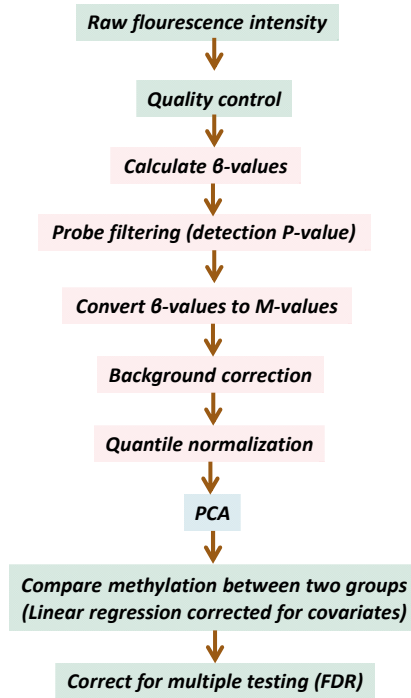 Raw flourescence intensity
Quality control
Calculate β-values
Probe filtering (detection P-value)
Convert β-values to M-values
Background correction
Quantile normalization
PCA
Compare methylation between two groups
(Linear regression corrected for covariates)
Correct for multiple testing (FDR)